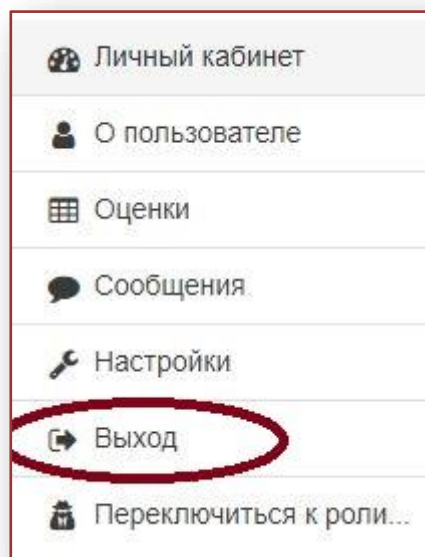 Личный кабинет
О пользователе
Оценки
Сообщения
Настройки
Выход
Переключиться к роли...